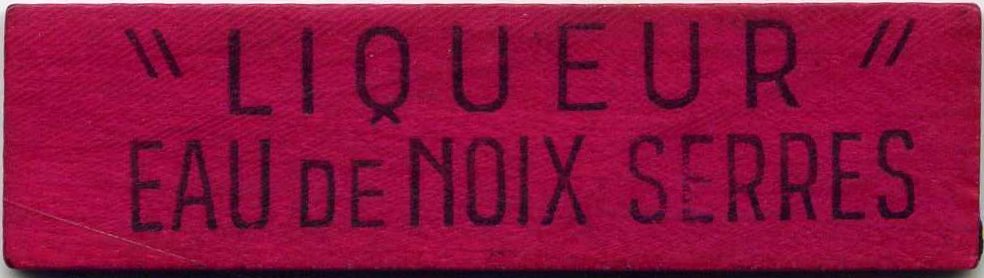 "LIQUEUR"
EAU DE NOIX SERRES